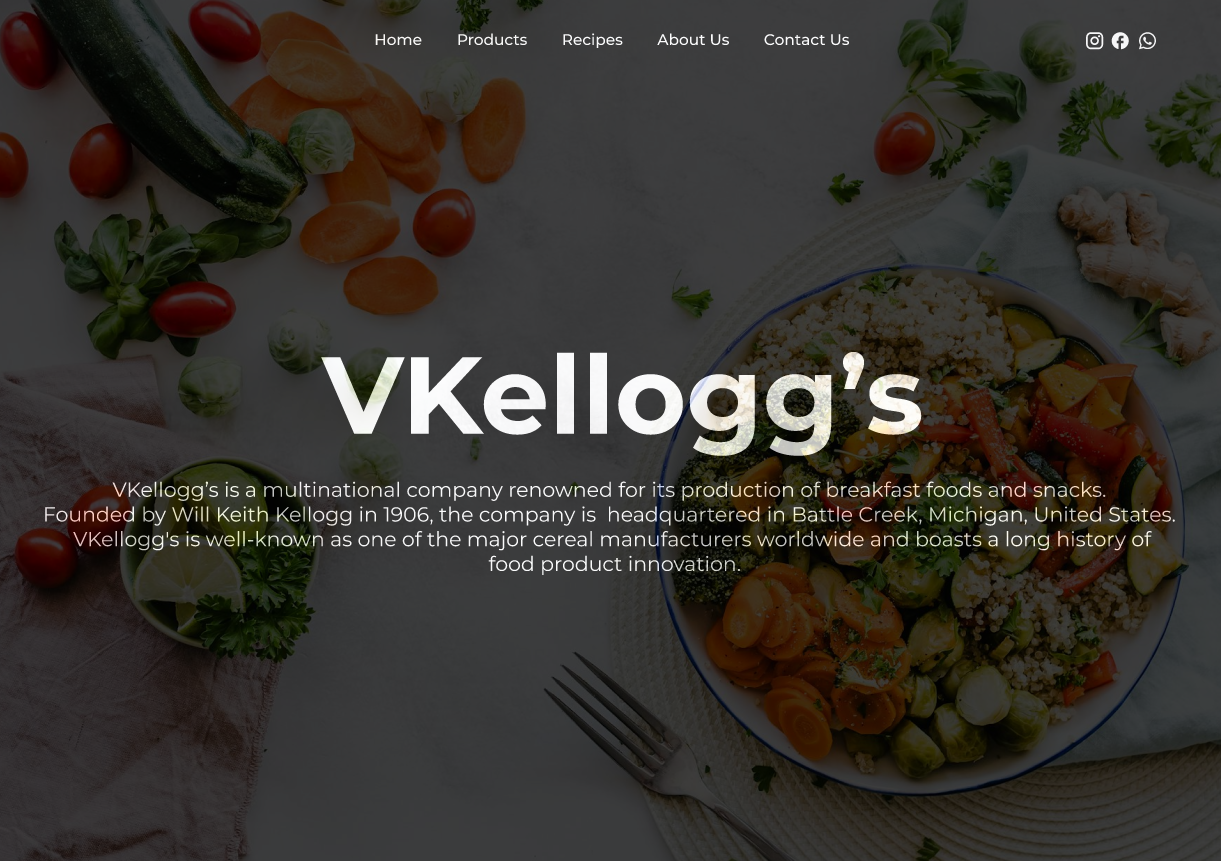 Home Products Recipes About Us Contact Us
VKellogg’s
VKellogg’s is a multinational company renowned for its production of breakfast foods and snacks.
Founded by Will Keith Kellogg in 1906, the company is  headquartered in Battle Creek, Michigan, United States.
VKellogg's is well-known as one of the major cereal manufacturers worldwide and boasts a long history of
food product innovation.